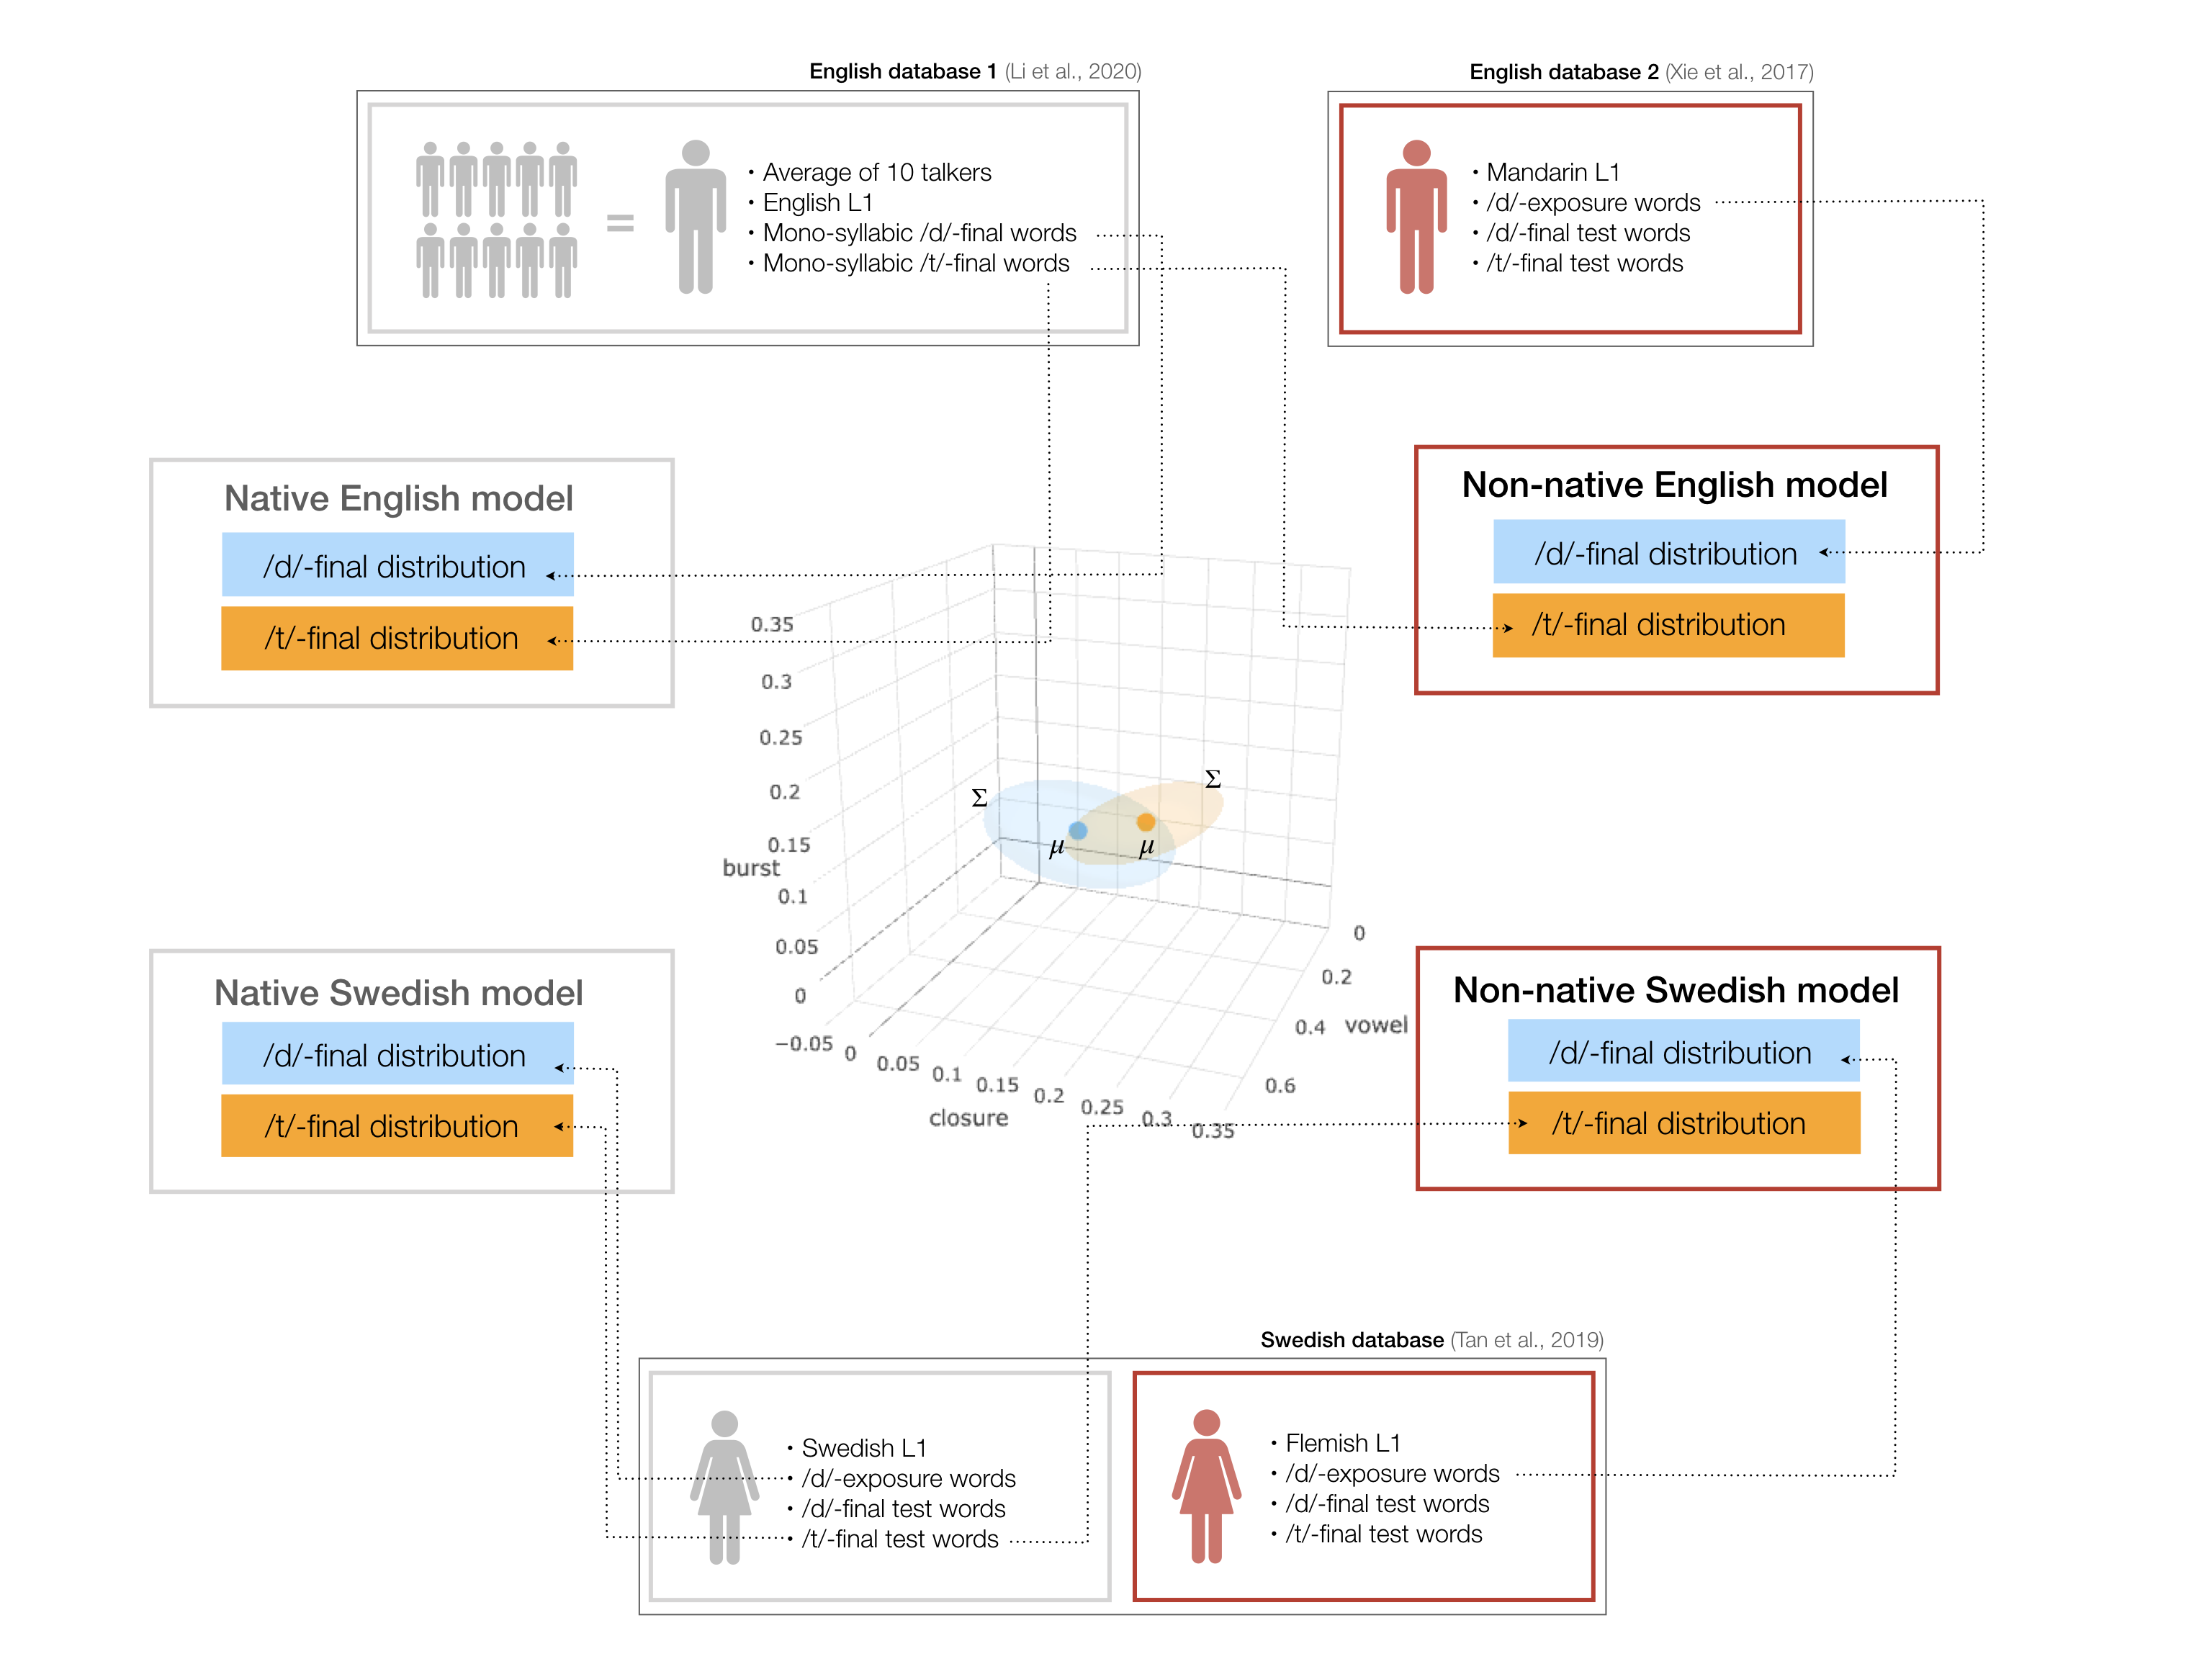 English database 1 (Li et al., 2020)
• Average of 10 talkers
• English L1
• Mono-syllabic /d/-final words
• Mono-syllabic /t/-final words
=
English database 2 (Xie et al., 2017)
• Mandarin L1
• /d/-exposure words
• /d/-final test words
• /t/-final test words
Native English model
/d/-final distribution
/t/-final distribution
Non-native English model
/d/-final distribution
/t/-final distribution
0.35
0.3
0.25
0.2
0.15
burst
0.1
0.05
0
−0.05
Σ
Σ
μ
μ
0
0.05
0.1
0.15
0.2
0.25
0.3
0.35
closure
0
0.2
0.4
vowel
0.6
Native Swedish model
/d/-final distribution
/t/-final distribution
Non-native Swedish model
/d/-final distribution
/t/-final distribution
Swedish database (Tan et al., 2019)
• Swedish L1
• /d/-exposure words
• /d/-final test words
• /t/-final test words
• Flemish L1
• /d/-exposure words
• /d/-final test words
• /t/-final test words